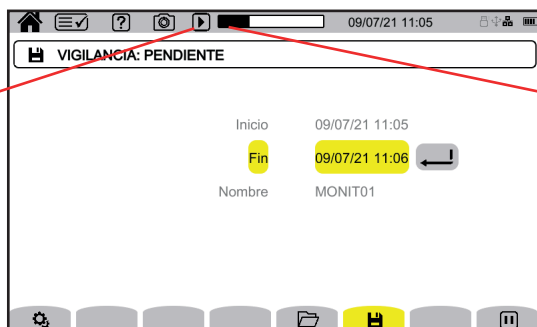 09/07/21 11:05
VIGILANCIA: PENDIENTE
Inicio 09/07/21 11:05
Fin 09/07/21 11:06
Nombre MONIT01